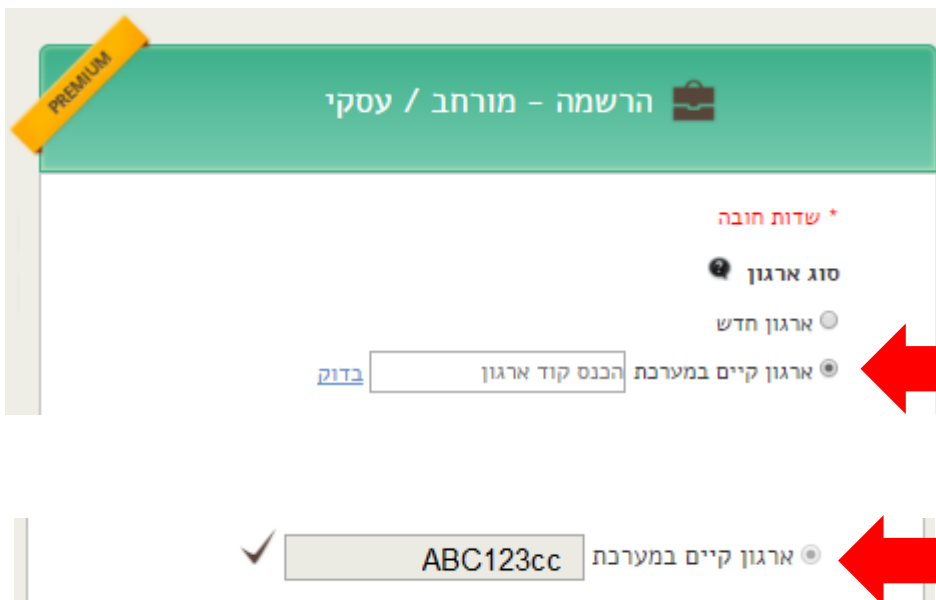 PREMIUM
הרשמה - מורחב / עסקי
* שדות חובה
סוג ארגון ?
ארגון חדש
ארגון קיים במערכת הכנס קוד ארגון בדוק
ארגון קיים במערכת ABC123cc